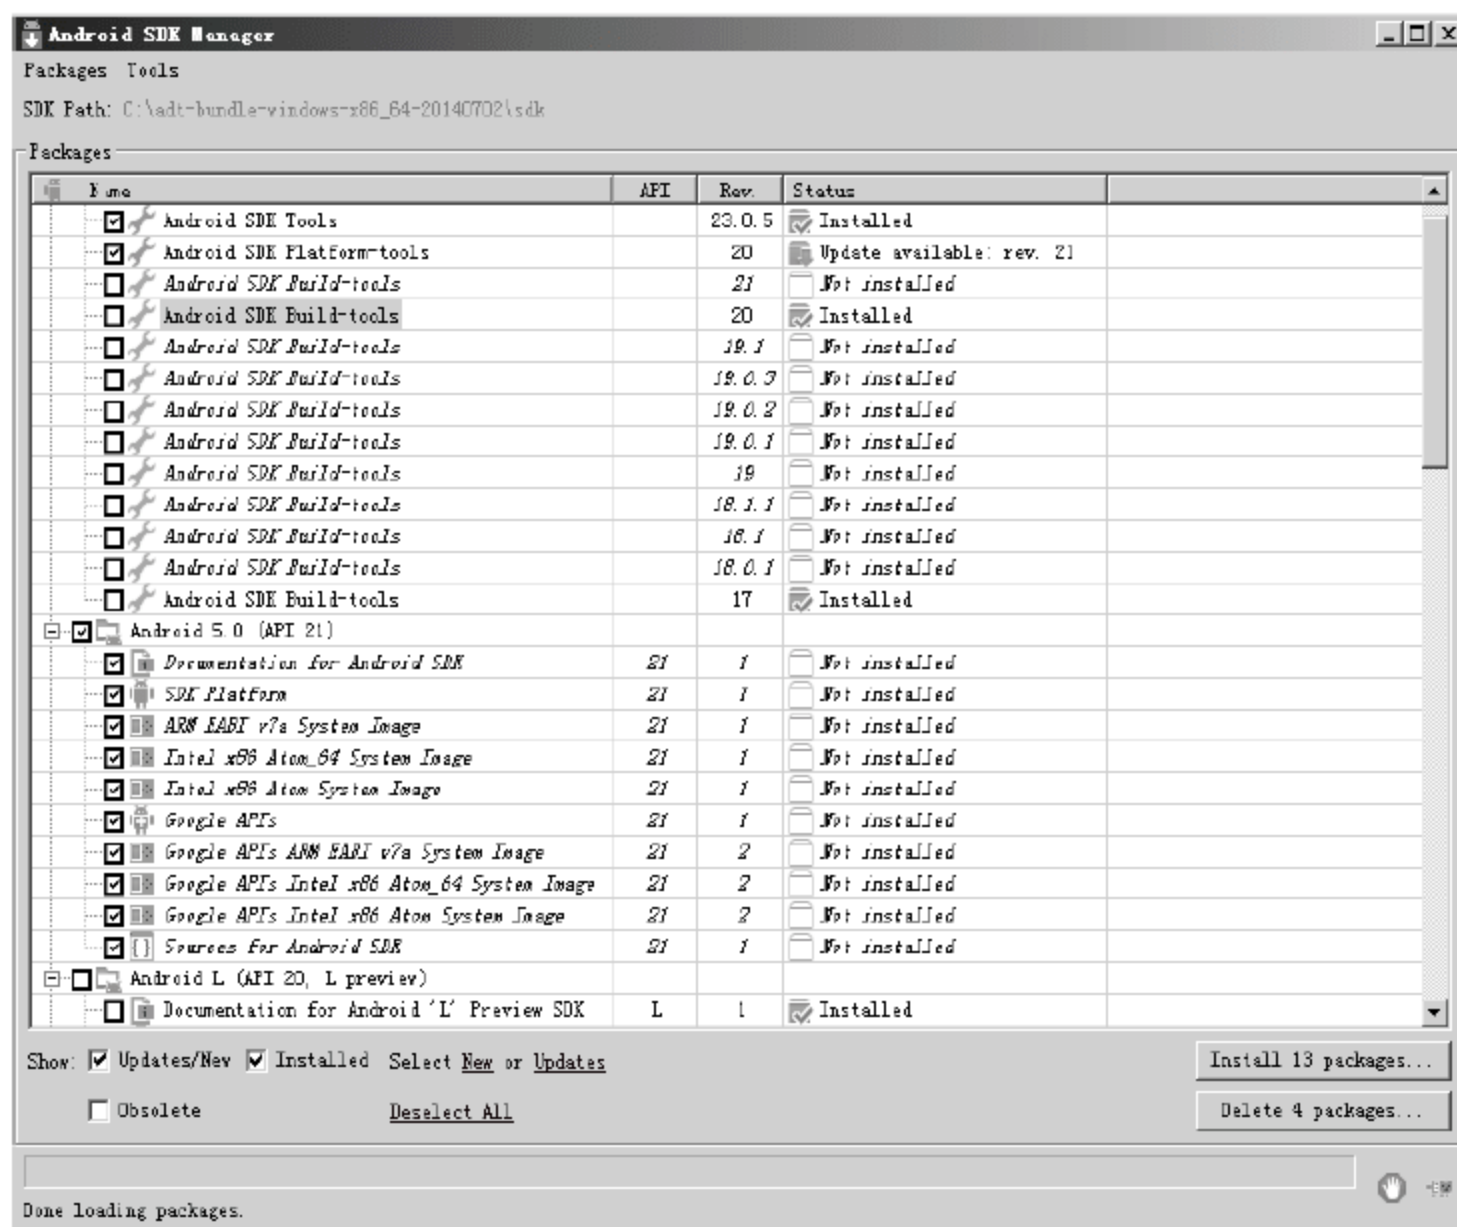 Android SDK Manager
Packages Tools
SDK Path: C:\adt-bundle-windows-x86_64-20140702\sdk
Packages
Name API Rev. Status
Android SDK Tools 23.0.5 Installed
Android SDK Platform-tools 20 Update available: rev. 21
Android SDK Build-tools 21 Not installed
Android SDK Build-tools 20 Installed
Android SDK Build-tools 19.1 Not installed
Android SDK Build-tools 19.0.3 Not installed
Android SDK Build-tools 19.0.2 Not installed
Android SDK Build-tools 19.0.1 Not installed
Android SDK Build-tools 19 Not installed
Android SDK Build-tools 18.1.1 Not installed
Android SDK Build-tools 18.1 Not installed
Android SDK Build-tools 18.0.1 Not installed
Android SDK Build-tools 17 Installed
Android 5.0 (API 21)
Documentation for Android SDK 21 1 Not installed
SDK Platform 21 1 Not installed
ARM EABI v7a System Image 21 1 Not installed
Intel x86 Atom_64 System Image 21 1 Not installed
Intel x86 Atom System Image 21 1 Not installed
Google APIs 21 1 Not installed
Google APIs ARM EABI v7a System Image 21 2 Not installed
Google APIs Intel x86 Atom_64 System Image 21 2 Not installed
Google APIs Intel x86 Atom System Image 21 2 Not installed
Sources for Android SDK 21 1 Not installed
Android L (API 20, L preview)
Documentation for Android 'L' Preview SDK L 1 Installed
Show: Updates/New Installed Select New or Updates Install 13 packages...
Obsolete Deselect All Delete 4 packages...
Done loading packages.